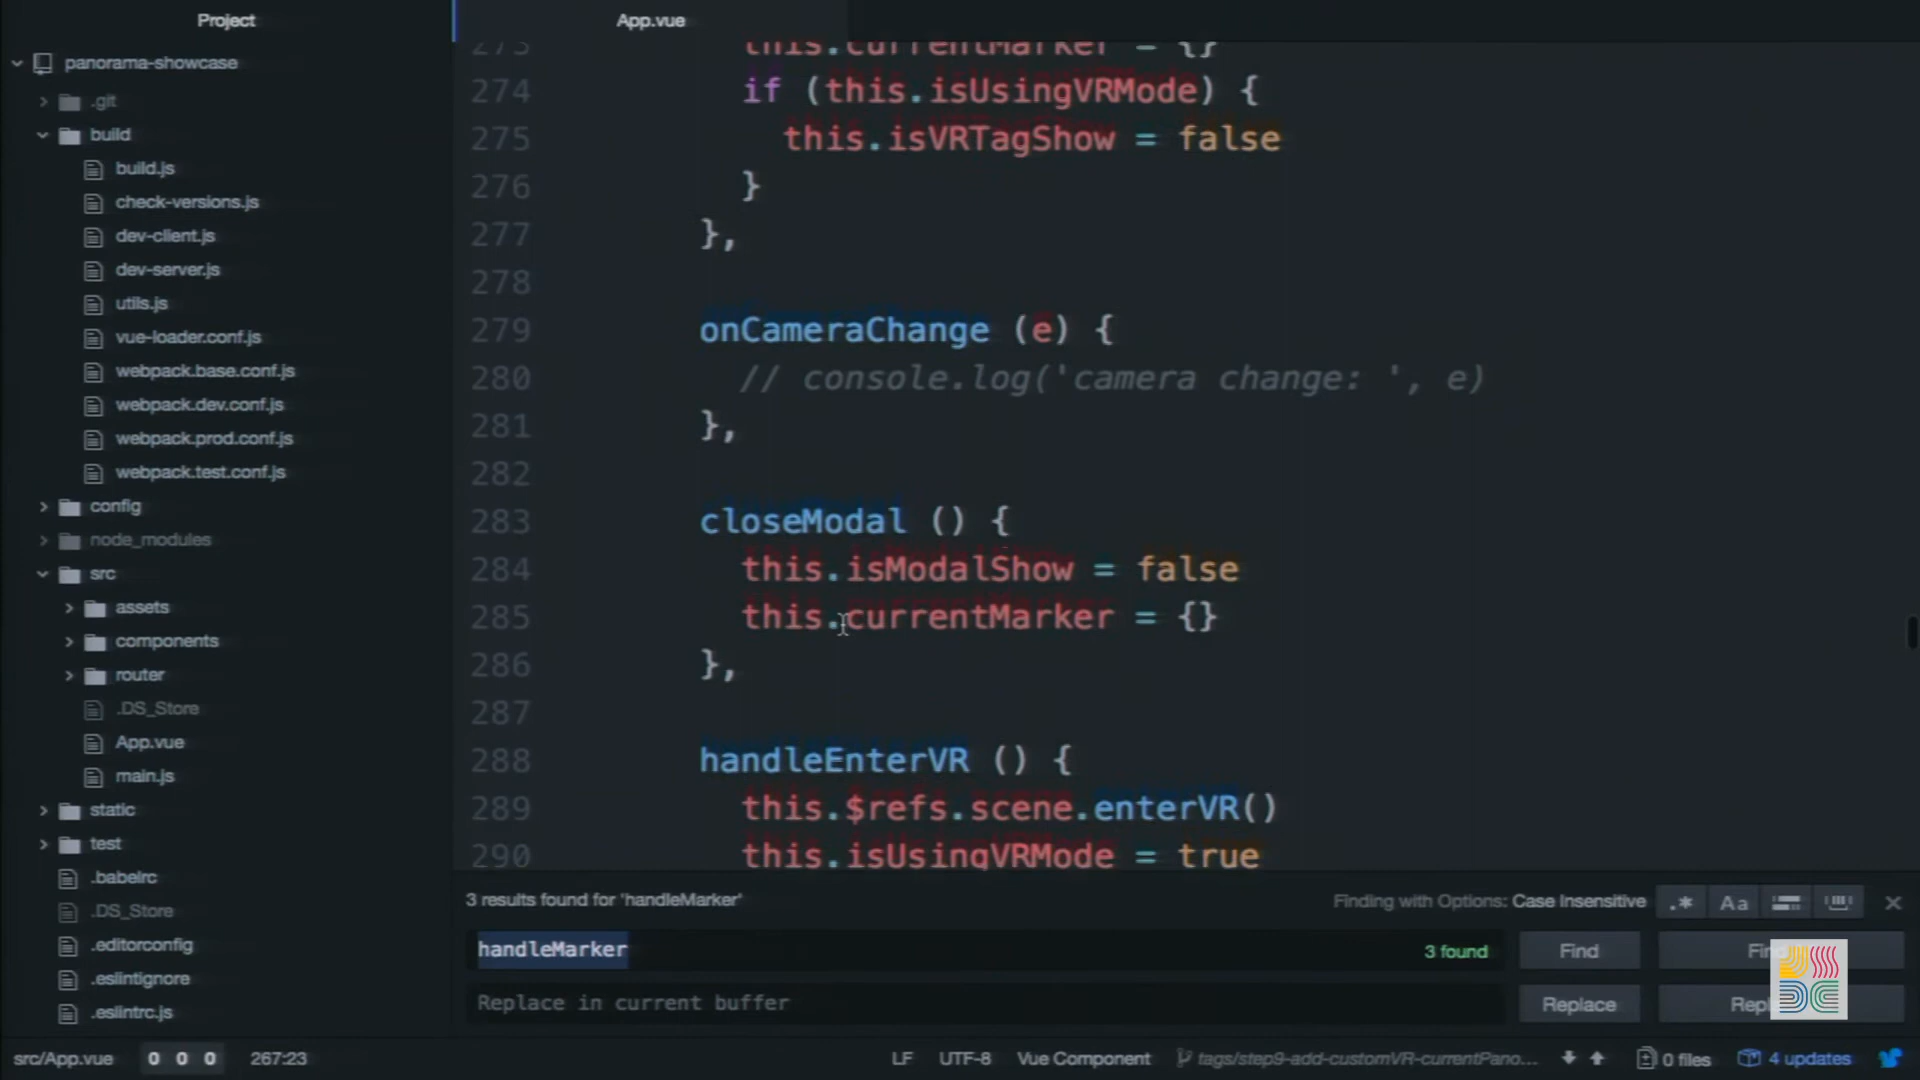 Project
App.vue
panorama-showcase
.git
build
build.js
check-versions.js
dev-client.js
dev-server.js
utils.js
vue-loader.conf.js
webpack.base.conf.js
webpack.dev.conf.js
webpack.prod.conf.js
webpack.test.conf.js
config
node_modules
src
assets
components
router
.DS_Store
App.vue
main.js
static
test
.babelrc
.DS_Store
.editorconfig
.eslintignore
.eslintrc.js
273 this.currentMarker = {}
274 if (this.isUsingVRMode) {
275 this.isVRTagShow = false
276 }
277 },
278
279 onCameraChange (e) {
280 // console.log('camera change: ', e)
281 },
282
283 closeModal () {
284 this.isModalShow = false
285 this.currentMarker = {}
286 },
287
288 handleEnterVR () {
289 this.$refs.scene.enterVR()
290 this.isUsingVRMode = true
3 results found for 'handleMarker'
Finding with Options: Case Insensitive
.* Aa
handleMarker
3 found
Find
Replace in current buffer
Replace
src/App.vue 0 0 0 267:23
LF UTF-8 Vue Component tags/step9-add-customVR-currentPano... 0 files 4 updates